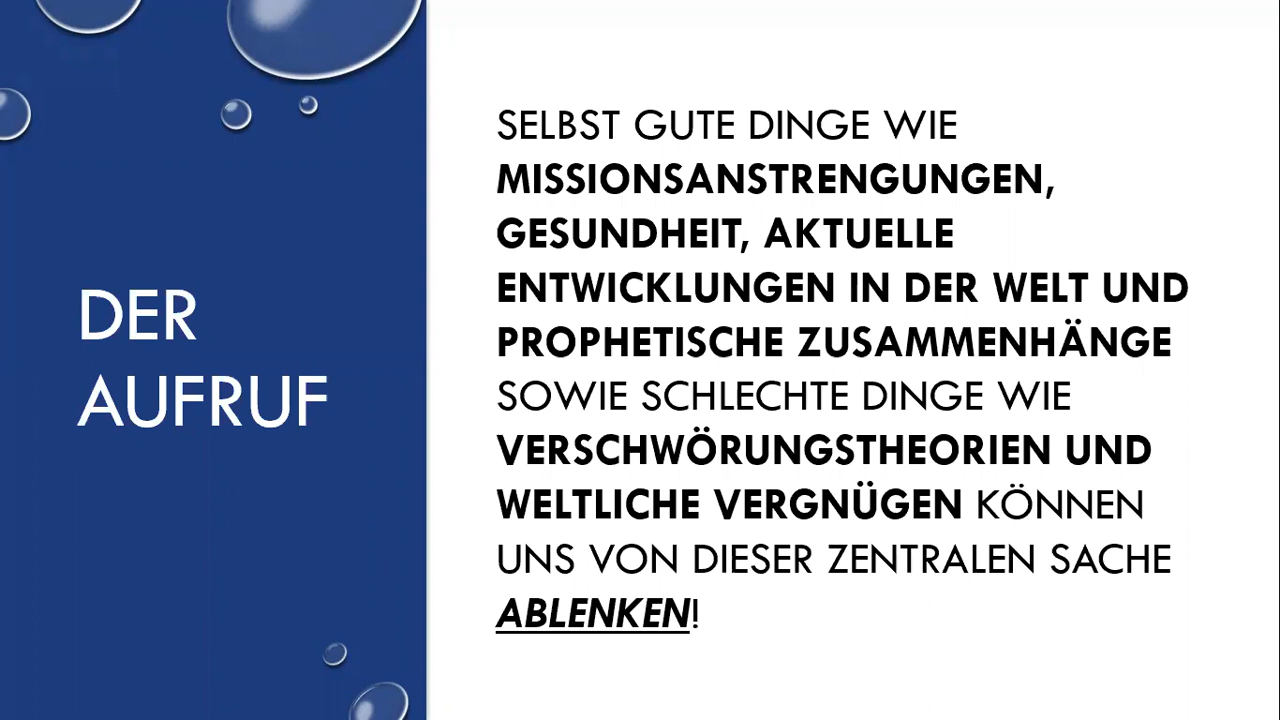 DER
AUFRUF
SELBST GUTE DINGE WIE
MISSIONSANSTRENGUNGEN,
GESUNDHEIT, AKTUELLE
ENTWICKLUNGEN IN DER WELT UND
PROPHETISCHE ZUSAMMENHÄNGE
SOWIE SCHLECHTE DINGE WIE
VERSCHWÖRUNGSTHEORIEN UND
WELTLICHE VERGNÜGEN KÖNNEN
UNS VON DIESER ZENTRALEN SACHE
ABLENKEN!